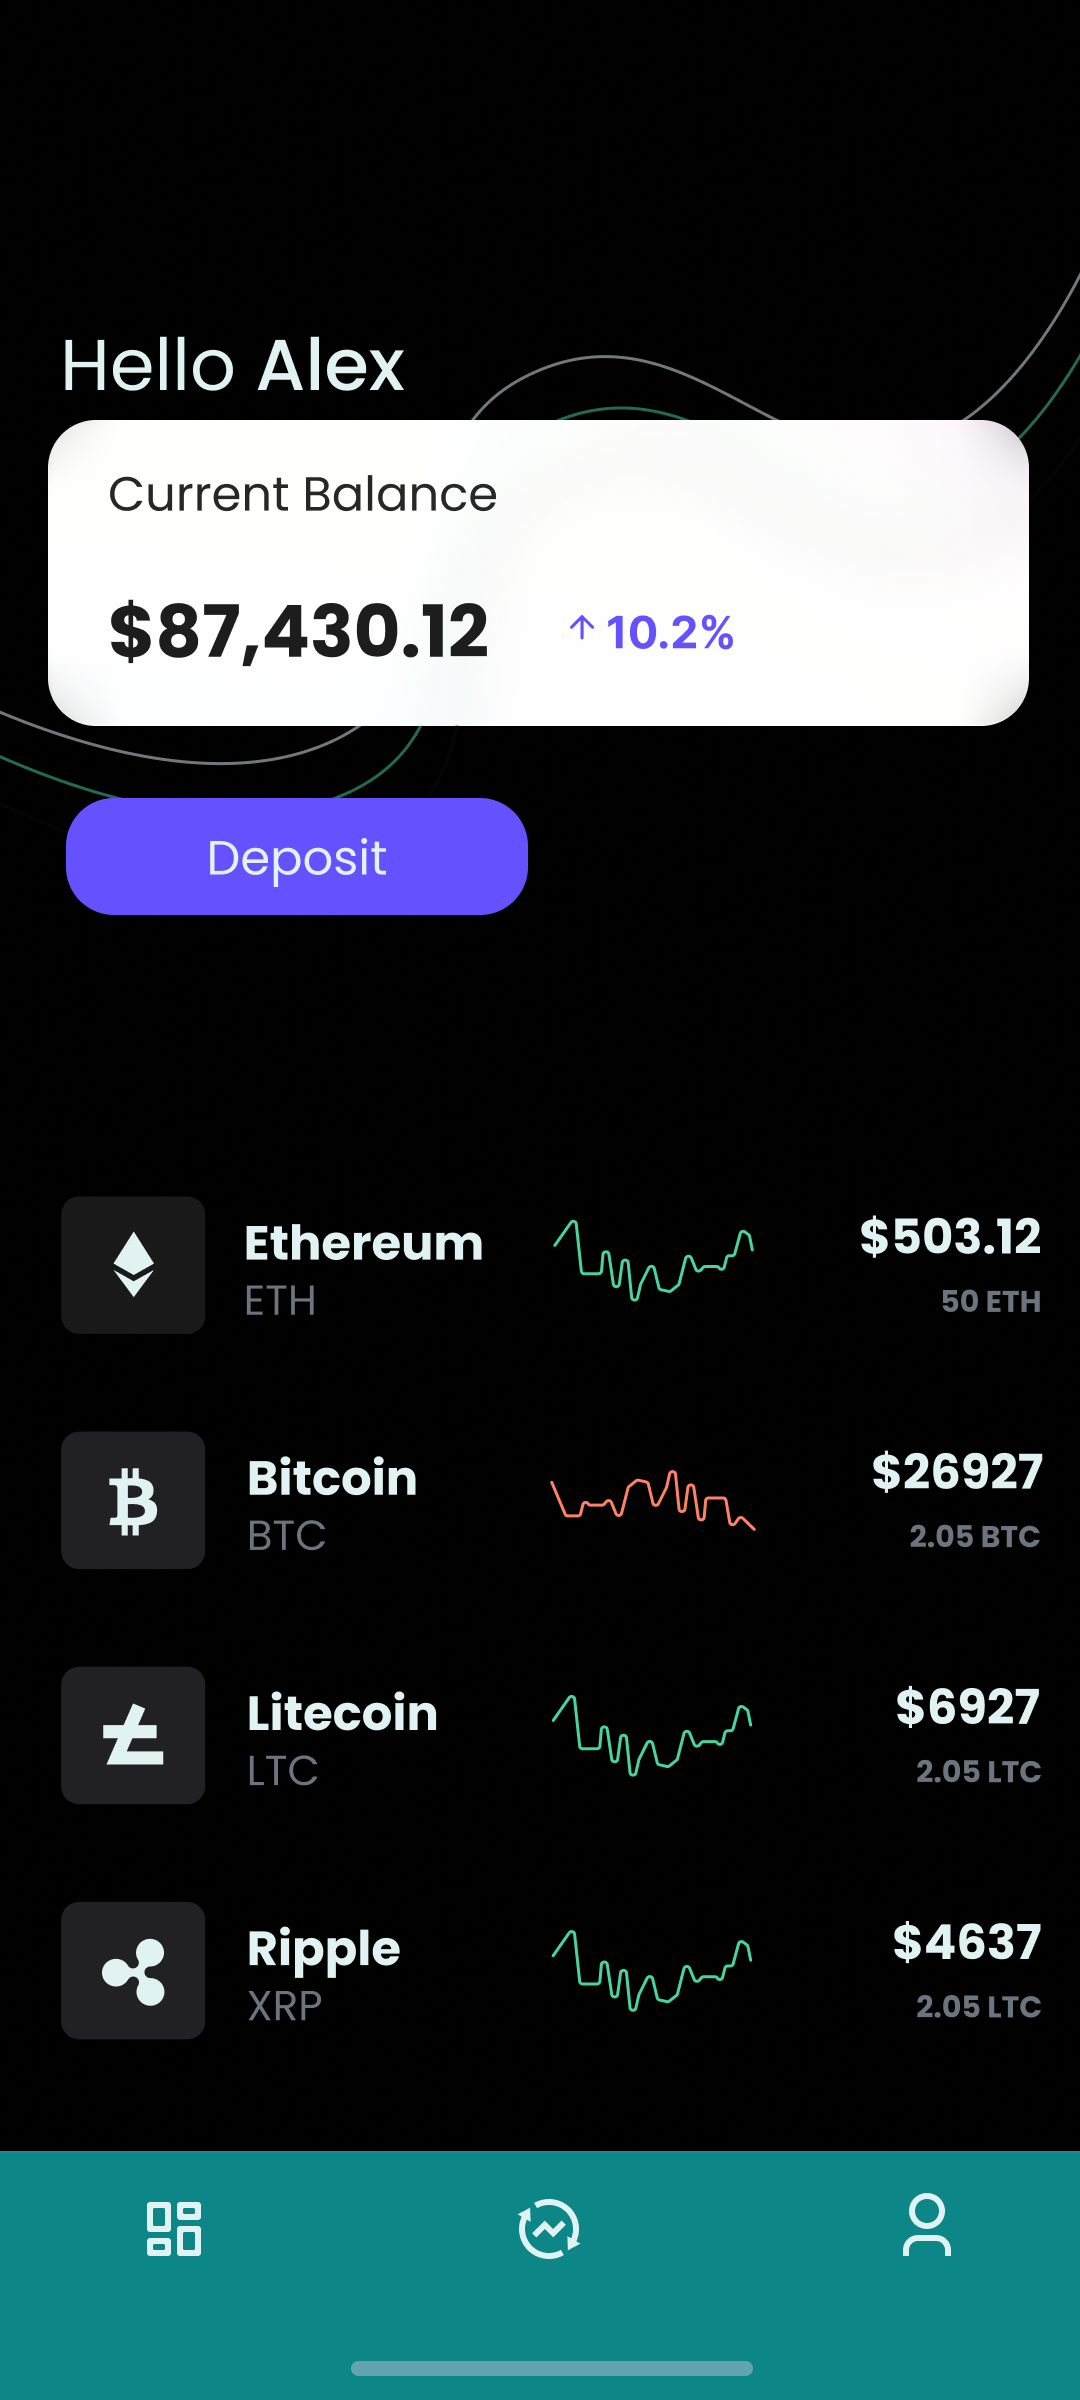 Hello Alex
Current Balance
$87,430.12
↑ 10.2%
Deposit
Ethereum
$503.12
ETH
50 ETH
Bitcoin
$26927
BTC
2.05 BTC
Litecoin
$6927
LTC
2.05 LTC
Ripple
$4637
XRP
2.05 LTC